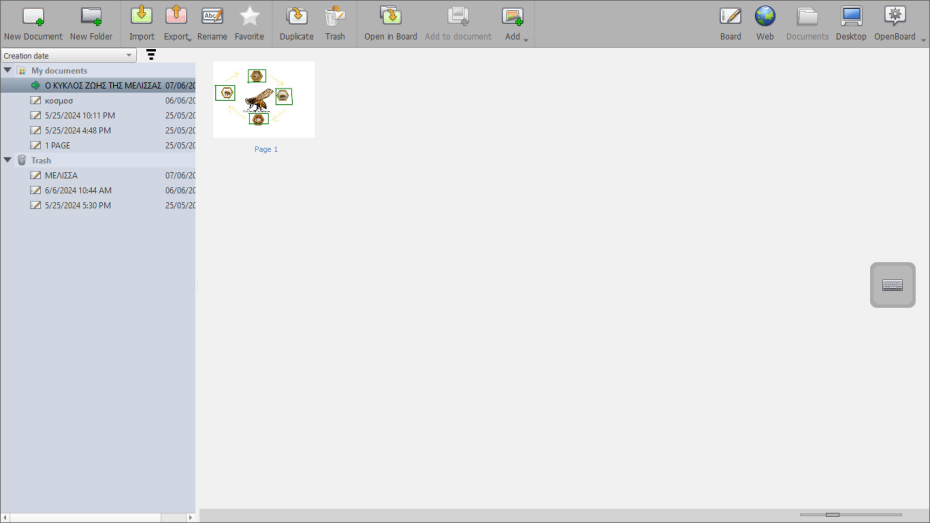 New Document New Folder Import Export Rename Favorite Duplicate Trash Open in Board Add to document Add Board Web Documents Desktop OpenBoard
Creation date
My documents
Ο ΚΥΚΛΟΣ ΖΩΗΣ ΤΗΣ ΜΕΛΙΣΣΑΣ 07/06/20
κοσμοσ 06/06/20
5/25/2024 10:11 PM 25/05/20
5/25/2024 4:48 PM 25/05/20
1 PAGE 25/05/20
Trash
ΜΕΛΙΣΣΑ 07/06/20
6/6/2024 10:44 AM 06/06/20
5/25/2024 5:30 PM 25/05/20
Page 1